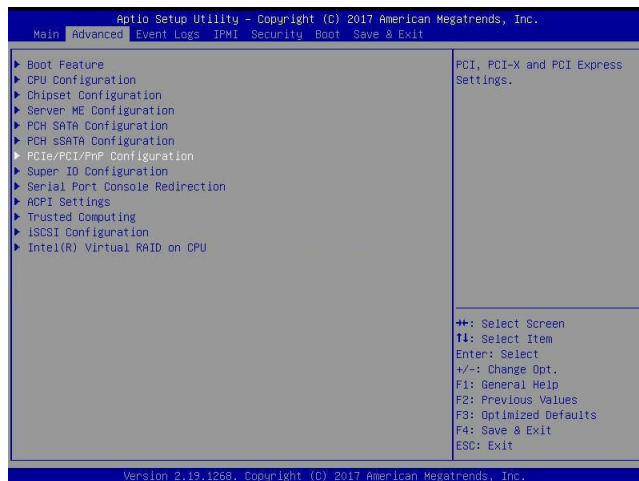 Aptio Setup Utility – Copyright (C) 2017 American Megatrends, Inc.
Main Advanced Event Logs IPMI Security Boot Save & Exit
Boot Feature
CPU Configuration
Chipset Configuration
Server ME Configuration
PCH SATA Configuration
PCH sSATA Configuration
PCIe/PCI/PnP Configuration
Super IO Configuration
Serial Port Console Redirection
ACPI Settings
Trusted Computing
iSCSI Configuration
Intel(R) Virtual RAID on CPU
PCI, PCI-X and PCI Express
Settings.
→←: Select Screen
↑↓: Select Item
Enter: Select
+/-: Change Opt.
F1: General Help
F2: Previous Values
F3: Optimized Defaults
F4: Save & Exit
ESC: Exit
Version 2.19.1268. Copyright (C) 2017 American Megatrends, Inc.